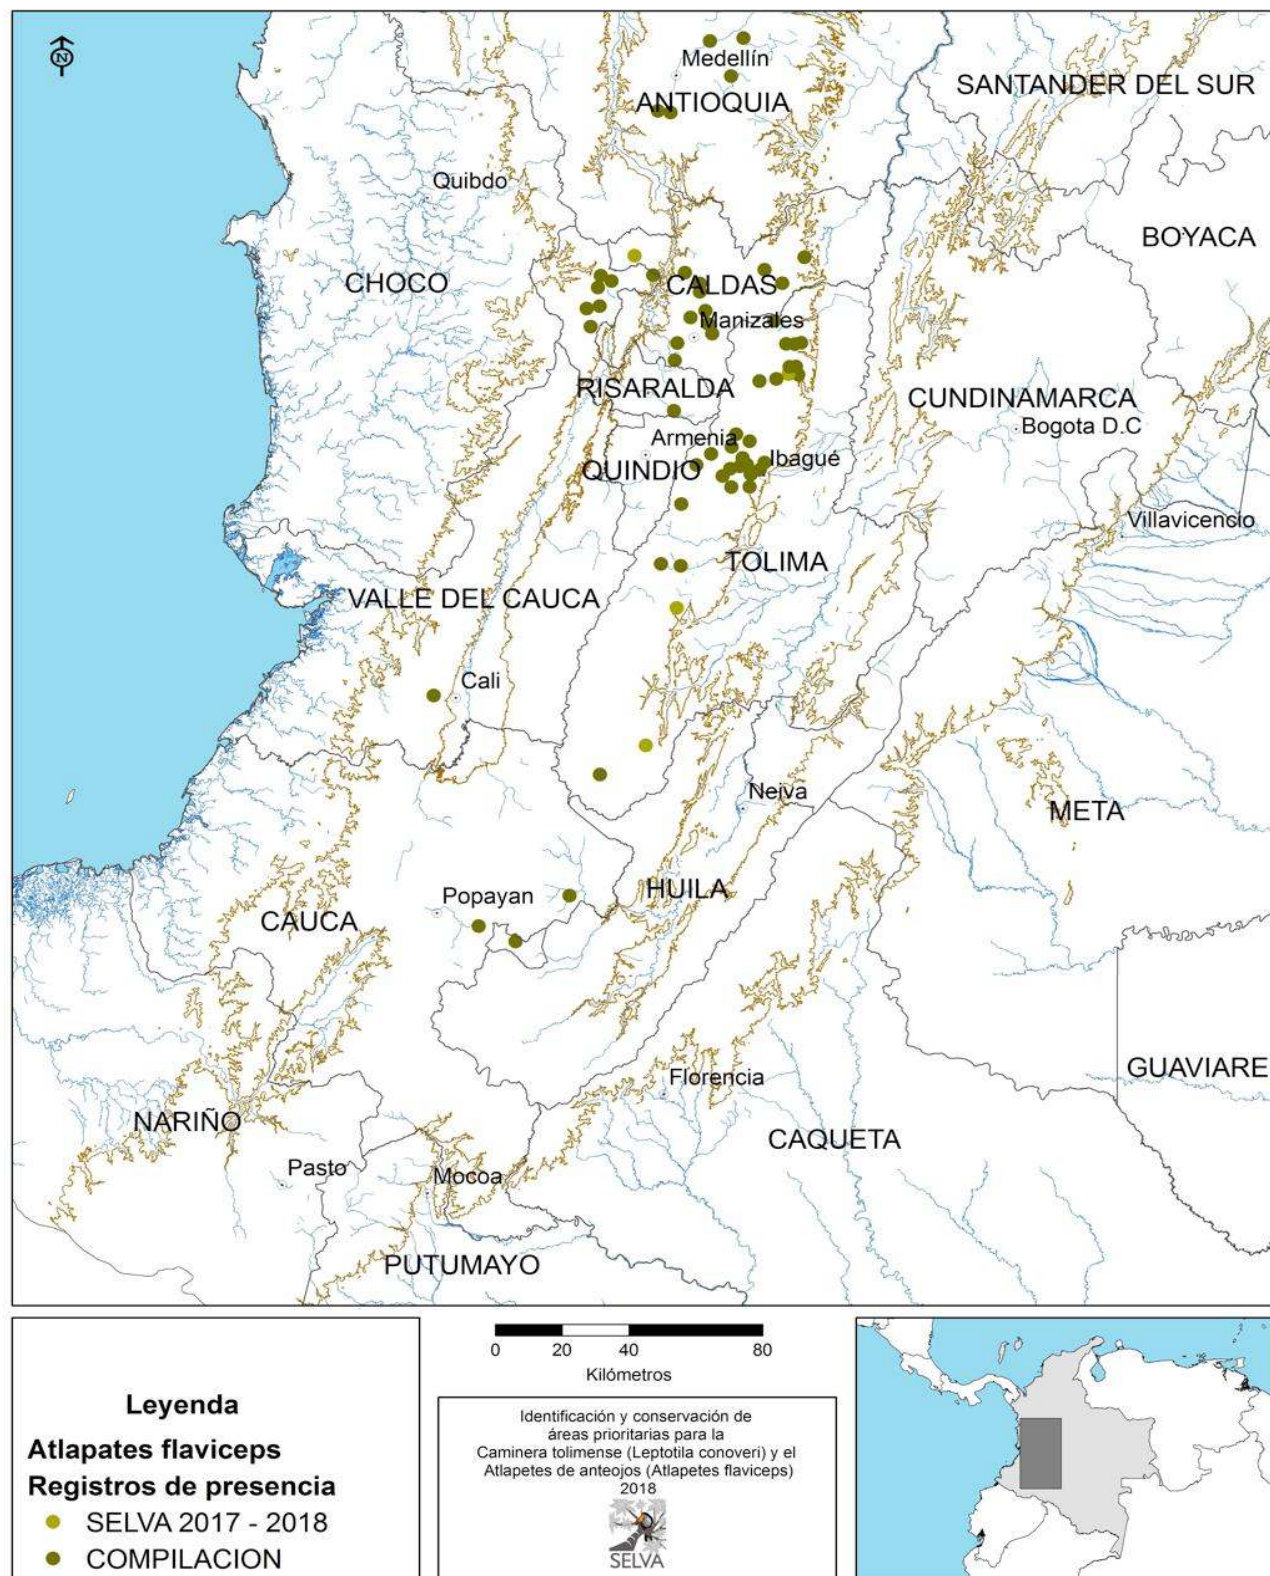 N
Medellín
SANTANDER DEL SUR
ANTIOQUIA
Quibdo
BOYACA
CHOCO
CALDAS
Manizales
RISARALDA
CUNDINAMARCA
Bogota D.C
Armenia
Ibagué
QUINDIO
Villavicencio
TOLIMA
VALLE DEL CAUCA
Cali
Neiva
META
HUILA
Popayan
CAUCA
GUAVIARE
Florencia
NARIÑO
CAQUETA
Pasto
Mocoa
PUTUMAYO
Leyenda
Atlapates flaviceps
Registros de presencia
SELVA 2017 - 2018
COMPILACION
0 20 40 80
Kilómetros
Identificación y conservación de
áreas prioritarias para la
Caminera tolimense (Leptotila conoveri) y el
Atlapetes de anteojos (Atlapetes flaviceps)
2018
SELVA